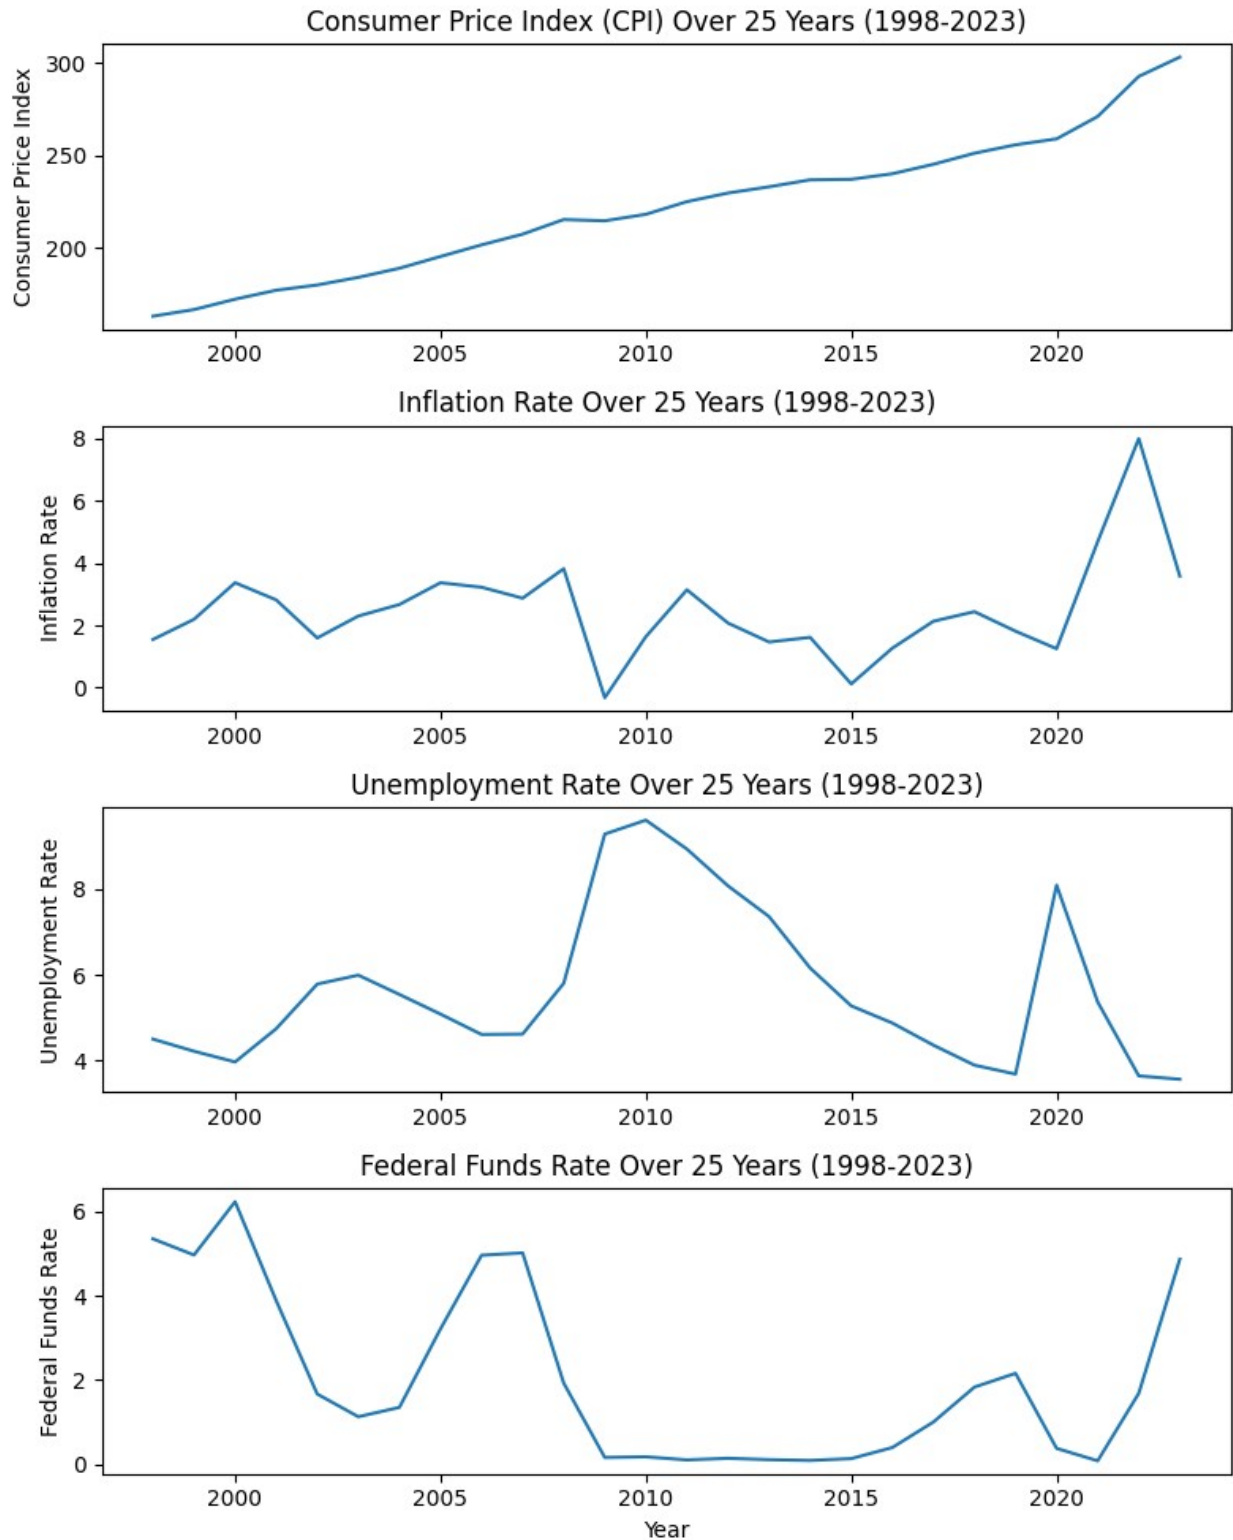 Consumer Price Index (CPI) Over 25 Years (1998-2023)
Consumer Price Index
300
250
200
2000 2005 2010 2015 2020
Inflation Rate Over 25 Years (1998-2023)
Inflation Rate
8
6
4
2
0
2000 2005 2010 2015 2020
Unemployment Rate Over 25 Years (1998-2023)
Unemployment Rate
8
6
4
2000 2005 2010 2015 2020
Federal Funds Rate Over 25 Years (1998-2023)
Federal Funds Rate
6
4
2
0
2000 2005 2010 2015 2020
Year